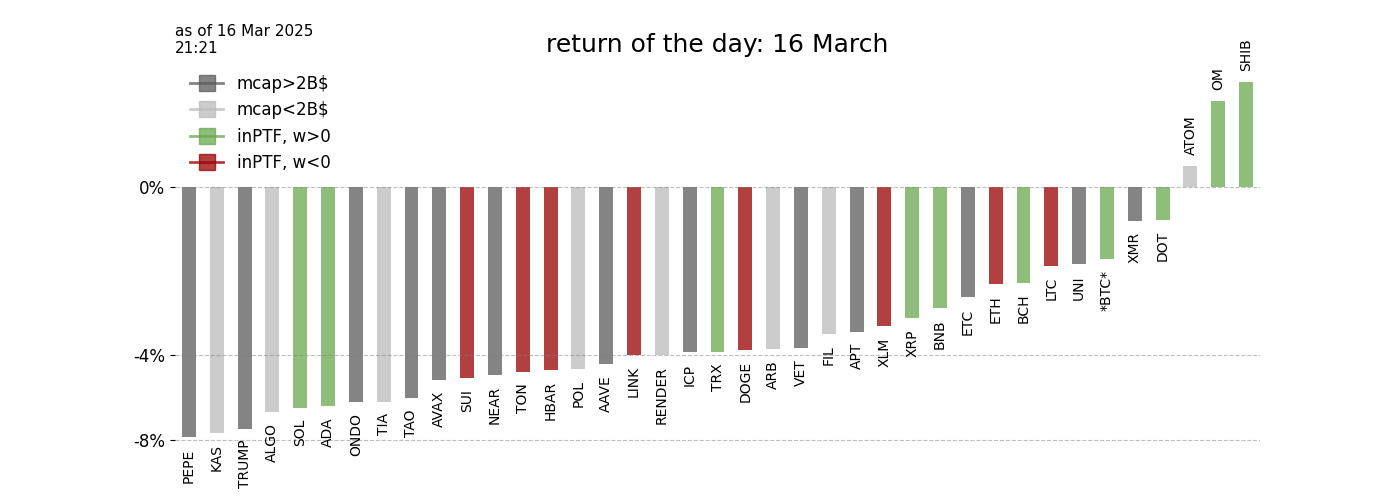 as of 16 Mar 2025
21:21
return of the day: 16 March
mcap>2B$
mcap<2B$
inPTF, w>0
inPTF, w<0
0%
-4%
-8%
PEPE
KAS
TRUMP
ALGO
SOL
ADA
ONDO
TIA
TAO
AVAX
SUI
NEAR
TON
HBAR
POL
AAVE
LINK
RENDER
ICP
TRX
DOGE
ARB
VET
FIL
APT
XLM
XRP
BNB
ETC
ETH
BCH
LTC
UNI
*BTC*
XMR
DOT
ATOM
OM
SHIB